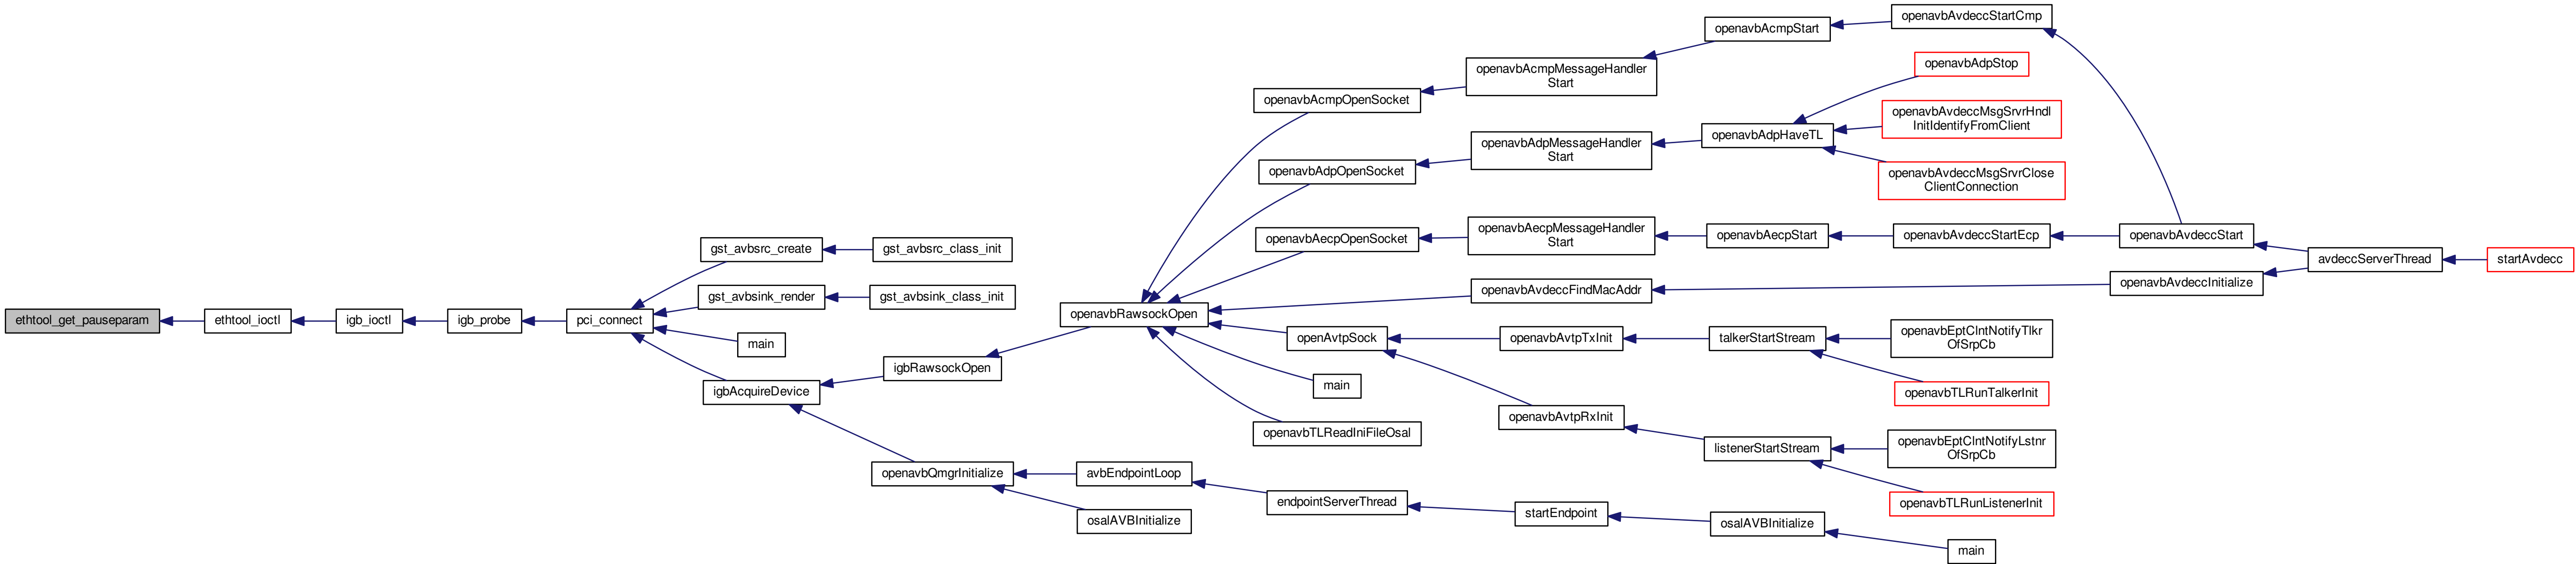 ethtool_get_pauseparam
ethtool_ioctl
igb_ioctl
igb_probe
pci_connect
gst_avbsrc_create
gst_avbsrc_class_init
gst_avbsink_render
gst_avbsink_class_init
main
igbAcquireDevice
igbRawsockOpen
openavbRawsockOpen
openavbAcmpOpenSocket
openavbAcmpMessageHandler
Start
openavbAcmpStart
openavbAvdeccStartCmp
openavbAdpOpenSocket
openavbAdpMessageHandler
Start
openavbAdpHaveTL
openavbAdpStop
openavbAvdeccMsgSrvrHndl
InitIdentifyFromClient
openavbAvdeccMsgSrvrClose
ClientConnection
openavbAecpOpenSocket
openavbAecpMessageHandler
Start
openavbAecpStart
openavbAvdeccStartEcp
openavbAvdeccStart
avdeccServerThread
startAvdecc
openavbAvdeccFindMacAddr
openavbAvdeccInitialize
openAvtpSock
openavbAvtpTxInit
talkerStartStream
openavbEptClntNotifyTlkr
OfSrpCb
openavbTLRunTalkerInit
main
openavbAvtpRxInit
listenerStartStream
openavbEptClntNotifyLstnr
OfSrpCb
openavbTLRunListenerInit
openavbTLReadIniFileOsal
openavbQmgrInitialize
avbEndpointLoop
endpointServerThread
startEndpoint
osalAVBInitialize
main
osalAVBInitialize